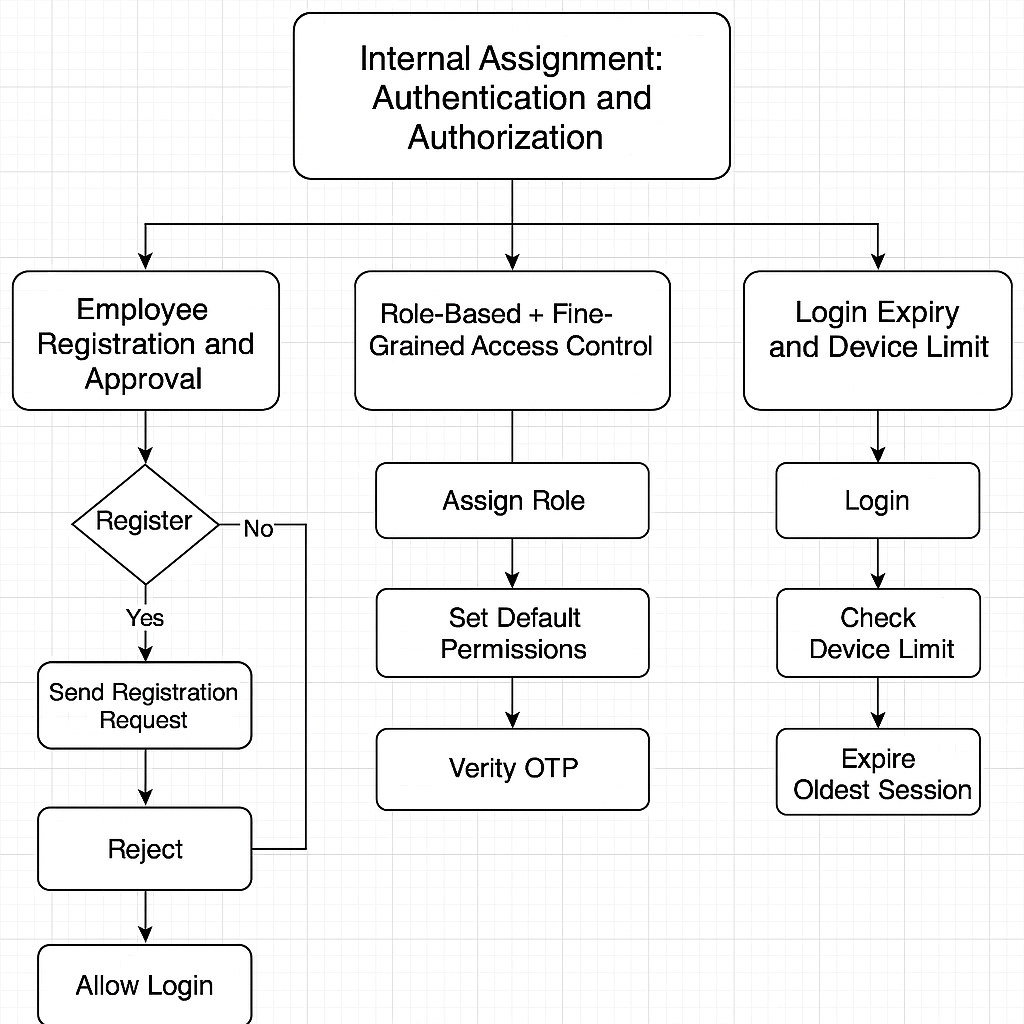 Internal Assignment:
Authentication and
Authorization
Employee
Registration and
Approval
Role-Based + Fine-
Grained Access Control
Login Expiry
and Device Limit
Register
No
Yes
Send Registration
Request
Reject
Allow Login
Assign Role
Set Default
Permissions
Verity OTP
Login
Check
Device Limit
Expire
Oldest Session